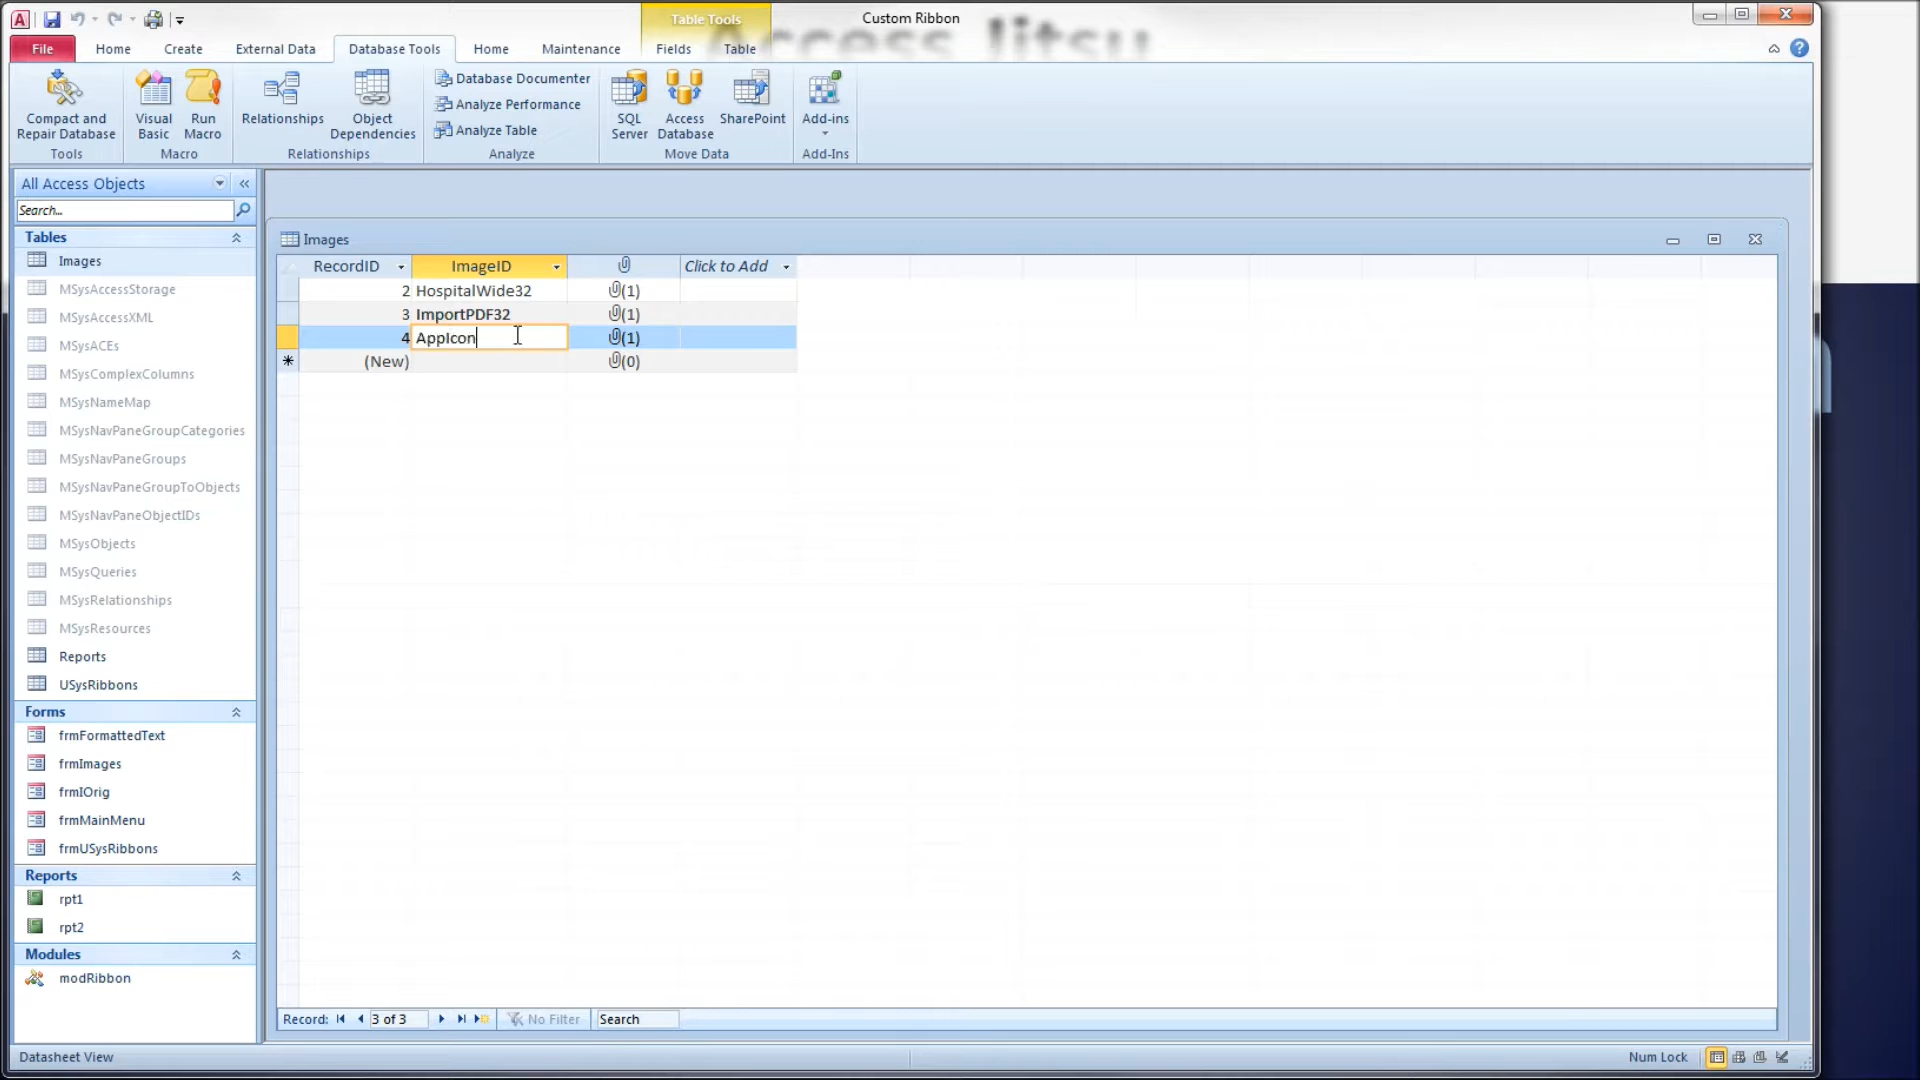 Table Tools
Custom Ribbon
Access Jitsu
File Home Create External Data Database Tools Home Maintenance Fields Table
Compact and
Repair Database
Tools
Visual
Basic
Run
Macro
Macro
Relationships
Object
Dependencies
Relationships
Database Documenter
Analyze Performance
Analyze Table
Analyze
SQL
Server
Access
Database
SharePoint
Move Data
Add-ins
Add-Ins
All Access Objects
Search...
Tables
Images
MSysAccessStorage
MSysAccessXML
MSysACEs
MSysComplexColumns
MSysNameMap
MSysNavPaneGroupCategories
MSysNavPaneGroups
MSysNavPaneGroupToObjects
MSysNavPaneObjectIDs
MSysObjects
MSysQueries
MSysRelationships
MSysResources
Reports
USysRibbons
Forms
frmFormattedText
frmImages
frmIOrig
frmMainMenu
frmUSysRibbons
Reports
rpt1
rpt2
Modules
modRibbon
Images
RecordID ImageID Click to Add
2 HospitalWide32 (1)
3 ImportPDF32 (1)
4 AppIcon (1)
* (New) (0)
Record: 3 of 3 No Filter Search
Datasheet View
Num Lock